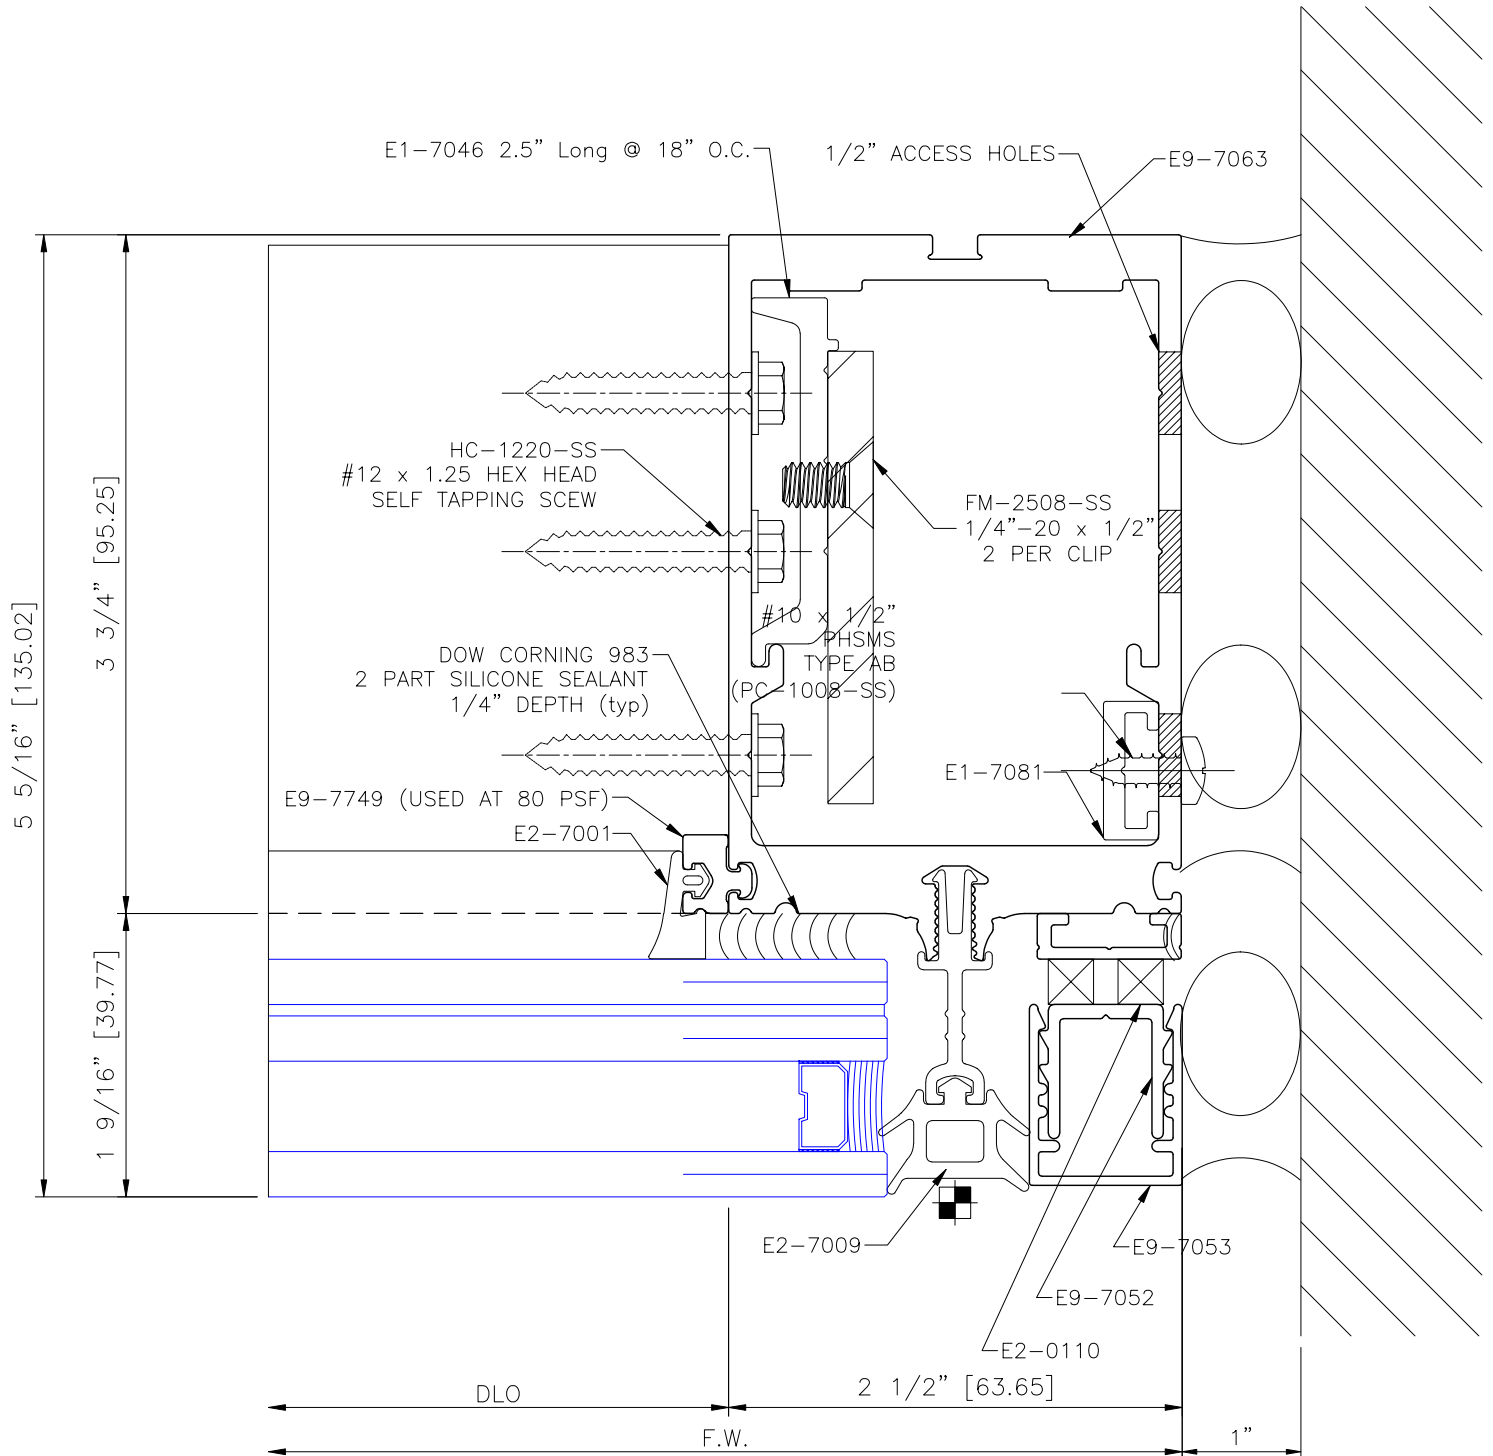 E1-7046 2.5" Long @ 18" O.C.
1/2" ACCESS HOLES
E9-7063
HC-1220-SS
#12 x 1.25 HEX HEAD
SELF TAPPING SCEW
FM-2508-SS
1/4"-20 x 1/2"
2 PER CLIP
#10 x 1/2"
PHSMS
TYPE AB
(PC-1008-SS)
DOW CORNING 983
2 PART SILICONE SEALANT
1/4" DEPTH (typ)
E1-7081
E9-7749 (USED AT 80 PSF)
E2-7001
5 5/16" [135.02]
3 3/4" [95.25]
1 9/16" [39.77]
E2-7009
E9-7053
E9-7052
E2-0110
DLO
2 1/2" [63.65]
F.W.
1"